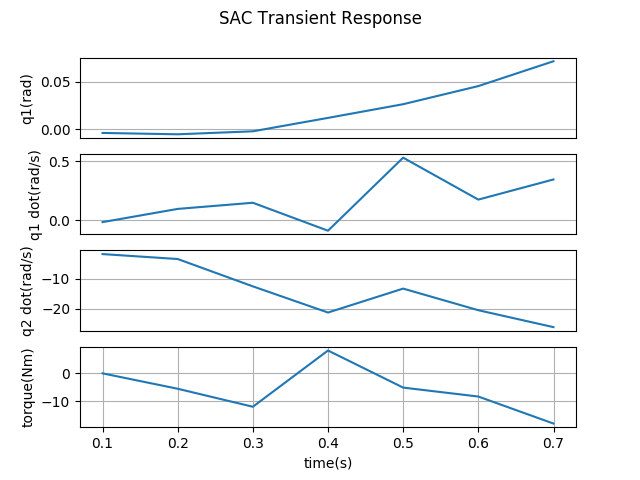 SAC Transient Response
q1(rad)
0.05
0.00
q1 dot(rad/s)
0.5
0.0
q2 dot(rad/s)
−10
−20
torque(Nm)
0
−10
0.1 0.2 0.3 0.4 0.5 0.6 0.7
time(s)